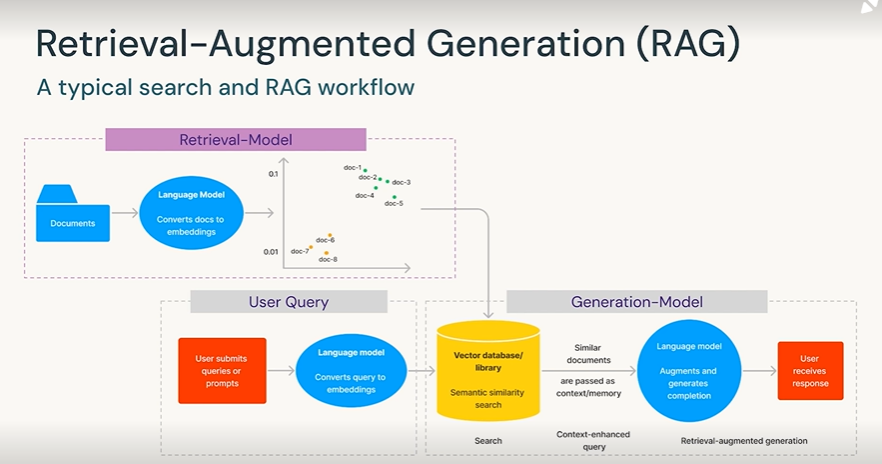 Retrieval-Augmented Generation (RAG)
A typical search and RAG workflow
Retrieval-Model
Documents
Language Model
Converts docs to
embeddings
0.1
0.01
doc-1
doc-2
doc-3
doc-4
doc-5
doc-6
doc-7
doc-8
User Query
User submits
queries or
prompts
Language model
Converts query to
embeddings
Generation-Model
Vector database/
library
Semantic similarity
search
Search
Similar
documents
are passed as
context/memory
Context-enhanced
query
Language model
Augments and
generates
completion
User
receives
response
Retrieval-augmented generation